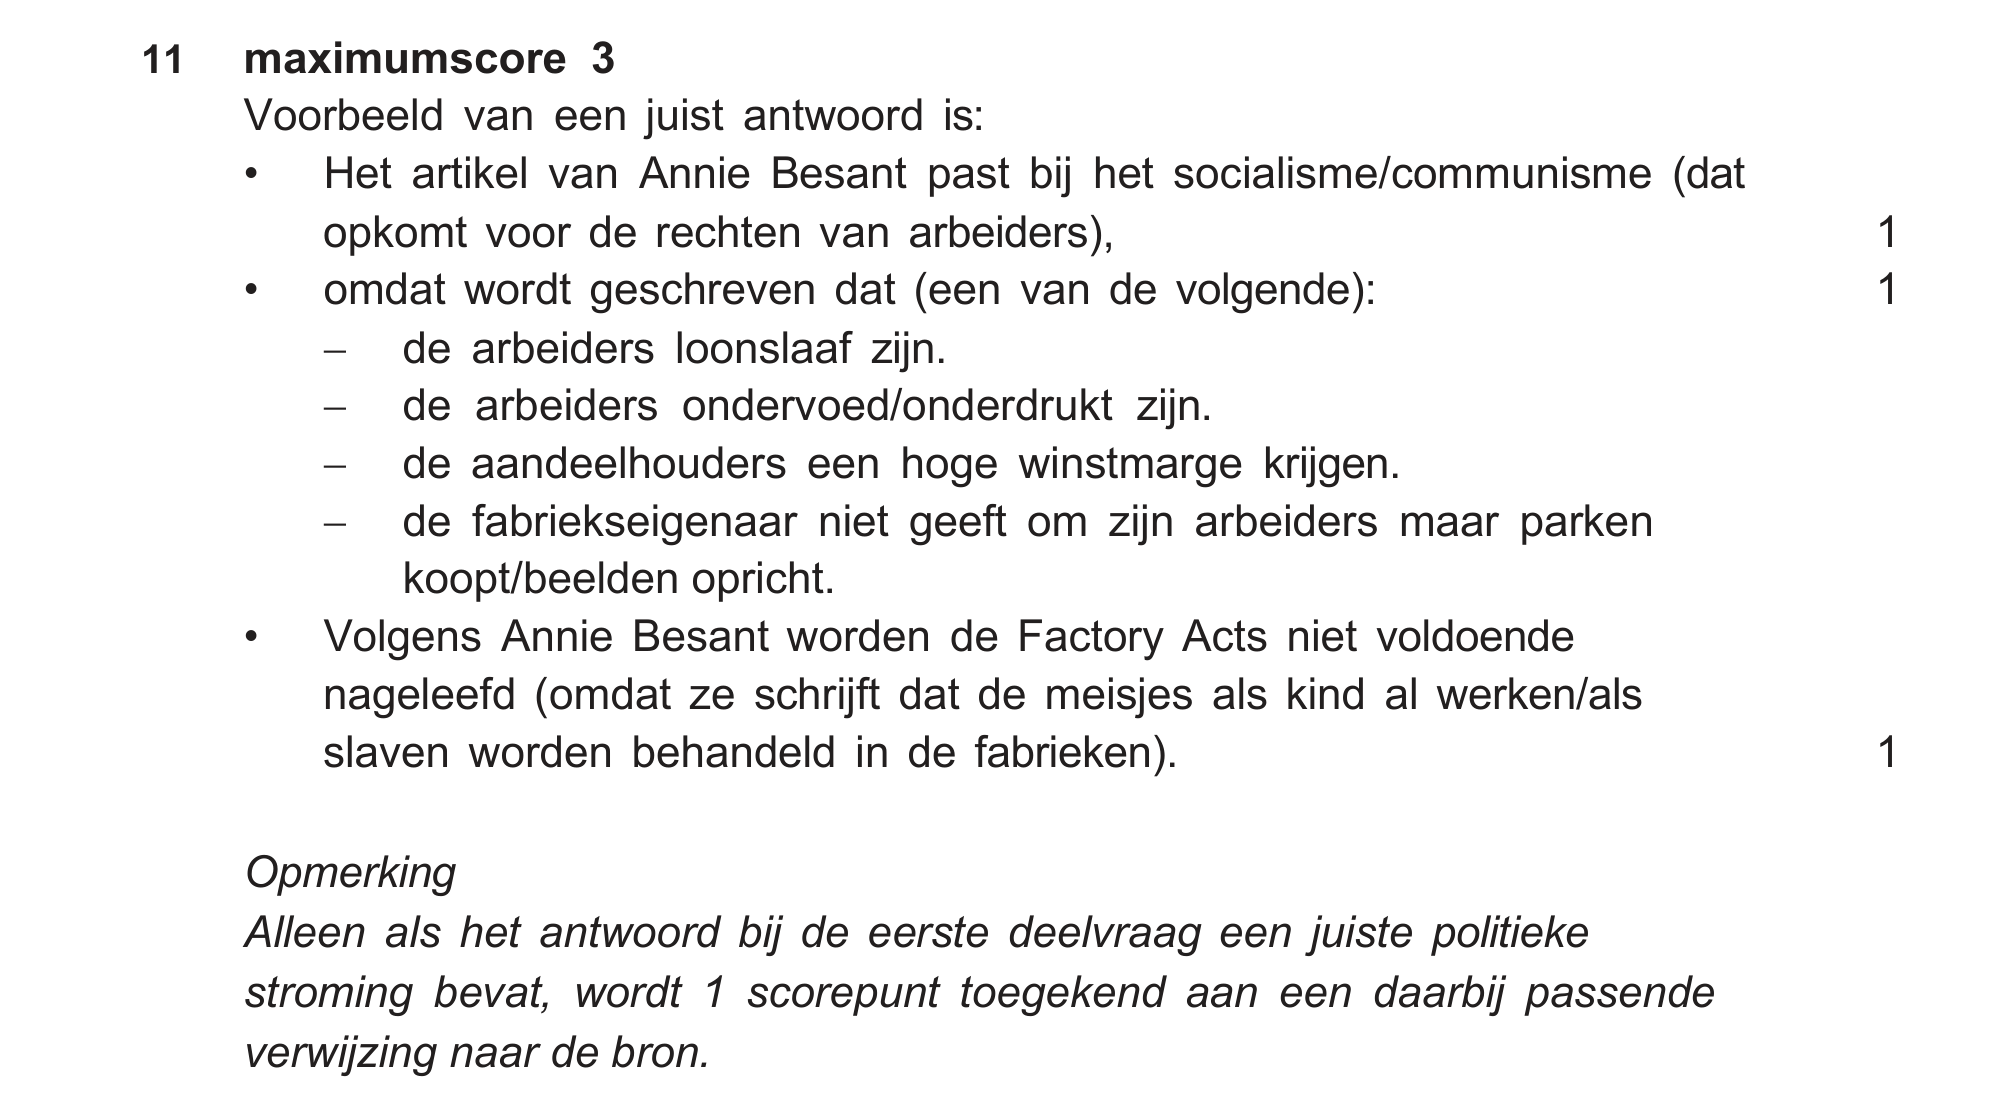 11 maximumscore 3
Voorbeeld van een juist antwoord is:
• Het artikel van Annie Besant past bij het socialisme/communisme (dat
opkomt voor de rechten van arbeiders), 1
• omdat wordt geschreven dat (een van de volgende): 1
– de arbeiders loonslaaf zijn.
– de arbeiders ondervoed/onderdrukt zijn.
– de aandeelhouders een hoge winstmarge krijgen.
– de fabriekseigenaar niet geeft om zijn arbeiders maar parken
koopt/beelden opricht.
• Volgens Annie Besant worden de Factory Acts niet voldoende
nageleefd (omdat ze schrijft dat de meisjes als kind al werken/als
slaven worden behandeld in de fabrieken). 1
Opmerking
Alleen als het antwoord bij de eerste deelvraag een juiste politieke
stroming bevat, wordt 1 scorepunt toegekend aan een daarbij passende
verwijzing naar de bron.